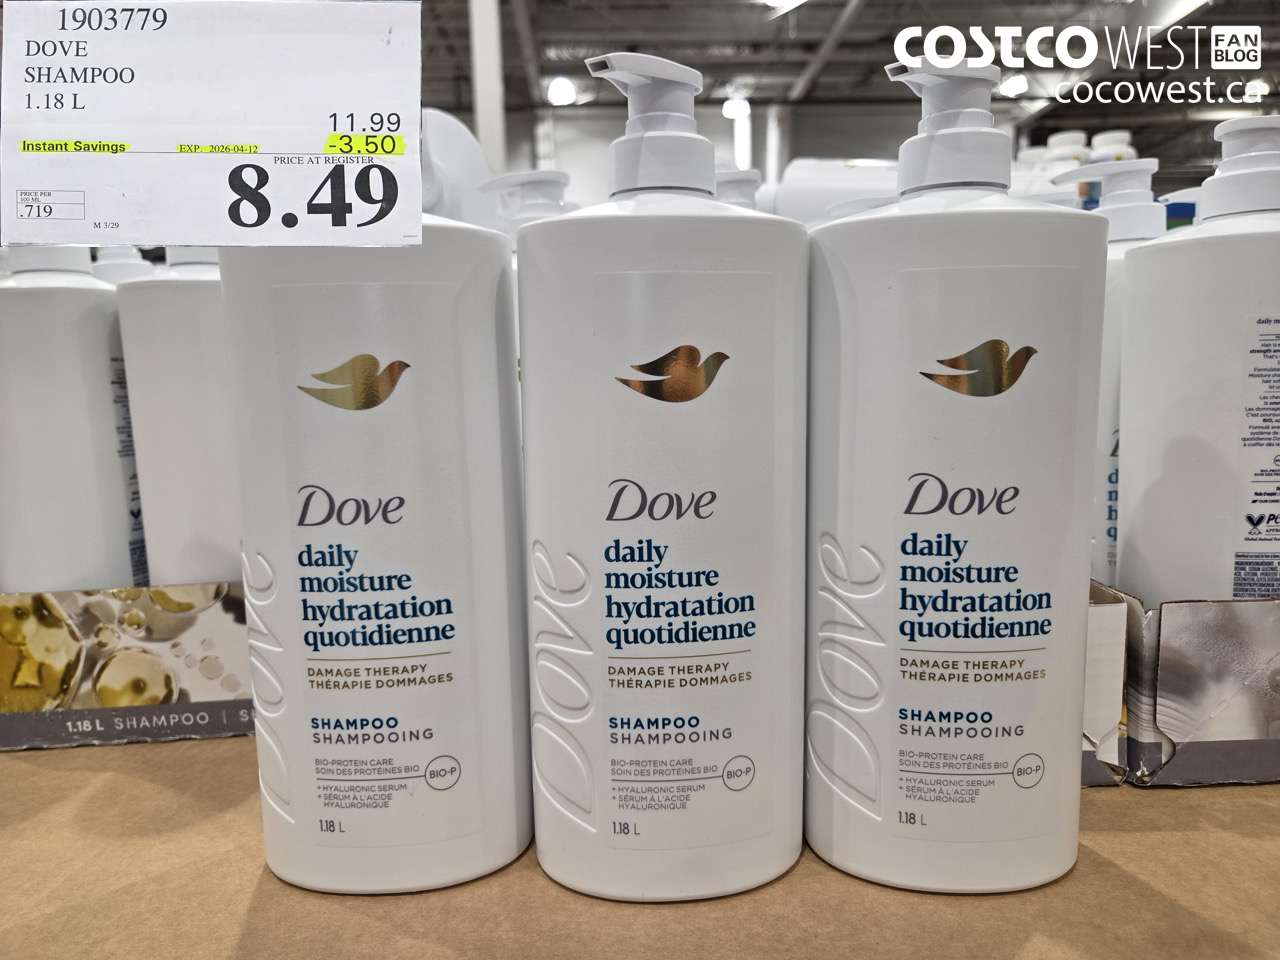 1903779
DOVE
SHAMPOO
1.18 L
11.99
Instant Savings EXP. 2026-04-12 -3.50
PRICE AT REGISTER
8.49
PRICE PER
100 ML
.719
M 3/29
COSTCO WEST FAN BLOG
cocowest.ca
Dove
daily
moisture
hydratation
quotidienne
DAMAGE THERAPY
THÉRAPIE DOMMAGES
SHAMPOO
SHAMPOOING
BIO-PROTEIN CARE
SOIN DES PROTÉINES BIO
BIO-P
+ HYALURONIC SERUM
+ SÉRUM À L'ACIDE
HYALURONIQUE
1.18 L
Dove
Dove
daily
moisture
hydratation
quotidienne
DAMAGE THERAPY
THÉRAPIE DOMMAGES
SHAMPOO
SHAMPOOING
BIO-PROTEIN CARE
SOIN DES PROTÉINES BIO
BIO-P
+ HYALURONIC SERUM
+ SÉRUM À L'ACIDE
HYALURONIQUE
1.18 L
Dove
Dove
daily
moisture
hydratation
quotidienne
DAMAGE THERAPY
THÉRAPIE DOMMAGES
SHAMPOO
SHAMPOOING
BIO-PROTEIN CARE
SOIN DES PROTÉINES BIO
BIO-P
+ HYALURONIC SERUM
+ SÉRUM À L'ACIDE
HYALURONIQUE
1.18 L
Dove
1.18 L SHAMPOO |
daily m